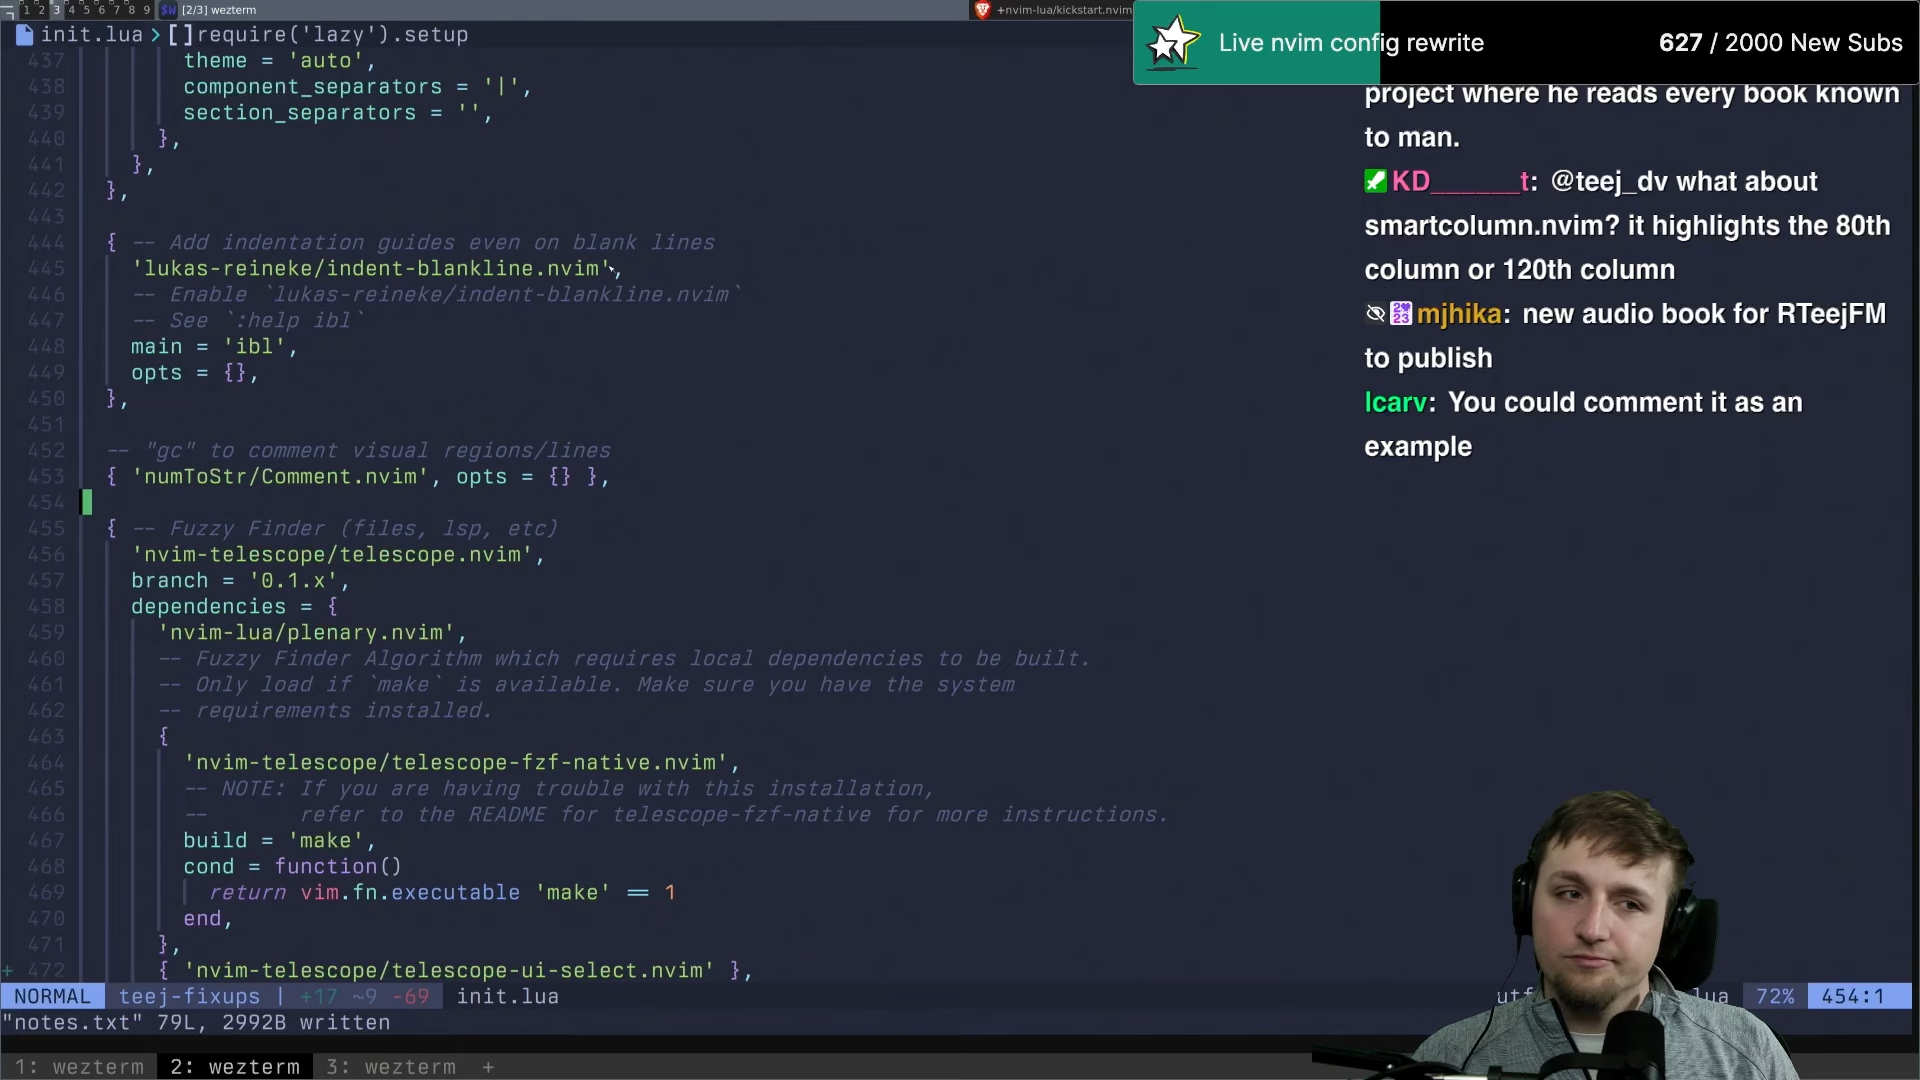 1 2 3 4 5 6 7 8 9 $W [2/3] wezterm
+nvim-lua/kickstart.nvim
init.lua > []require('lazy').setup
Live nvim config rewrite 627 / 2000 New Subs
437 theme = 'auto',
438 component_separators = '|',
439 section_separators = '',
440 },
441 },
442 },
443
444 { -- Add indentation guides even on blank lines
445 'lukas-reineke/indent-blankline.nvim',
446 -- Enable `lukas-reineke/indent-blankline.nvim`
447 -- See `:help ibl`
448 main = 'ibl',
449 opts = {},
450 },
451
452 -- "gc" to comment visual regions/lines
453 { 'numToStr/Comment.nvim', opts = {} },
454
455 { -- Fuzzy Finder (files, lsp, etc)
456 'nvim-telescope/telescope.nvim',
457 branch = '0.1.x',
458 dependencies = {
459 'nvim-lua/plenary.nvim',
460 -- Fuzzy Finder Algorithm which requires local dependencies to be built.
461 -- Only load if `make` is available. Make sure you have the system
462 -- requirements installed.
463 {
464 'nvim-telescope/telescope-fzf-native.nvim',
465 -- NOTE: If you are having trouble with this installation,
466 -- refer to the README for telescope-fzf-native for more instructions.
467 build = 'make',
468 cond = function()
469 return vim.fn.executable 'make' == 1
470 end,
471 },
+ 472 { 'nvim-telescope/telescope-ui-select.nvim' },
project where he reads every book known
to man.
KD______t: @teej_dv what about
smartcolumn.nvim? it highlights the 80th
column or 120th column
mjhika: new audio book for RTeejFM
to publish
lcarv: You could comment it as an
example
NORMAL teej-fixups | +17 ~9 -69 init.lua utf lua 72% 454:1
"notes.txt" 79L, 2992B written
1: wezterm 2: wezterm 3: wezterm +